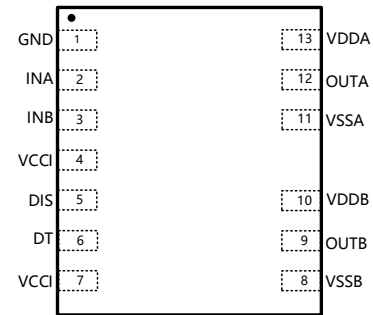 GND 1 13 VDDA
INA 2 12 OUTA
INB 3 11 VSSA
VCCI 4
DIS 5 10 VDDB
DT 6 9 OUTB
VCCI 7 8 VSSB